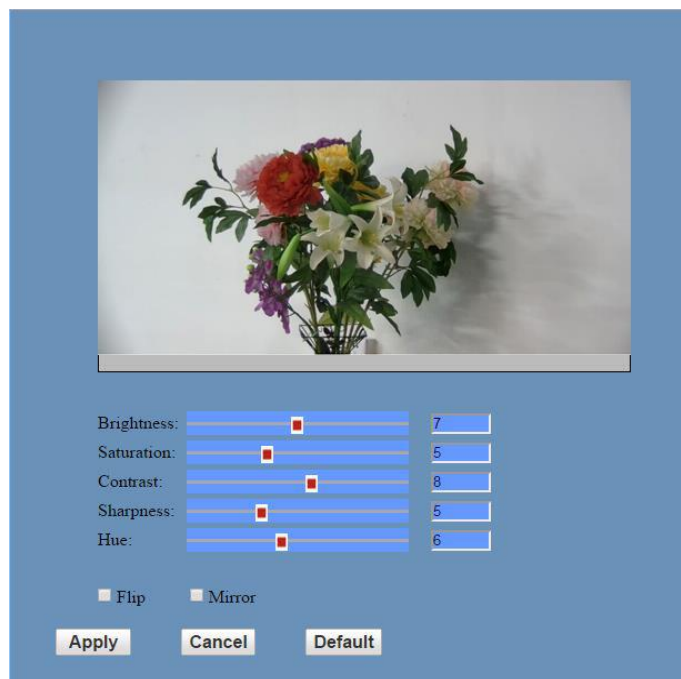 Brightness: 7
Saturation: 5
Contrast: 8
Sharpness: 5
Hue: 6
Flip Mirror
Apply Cancel Default